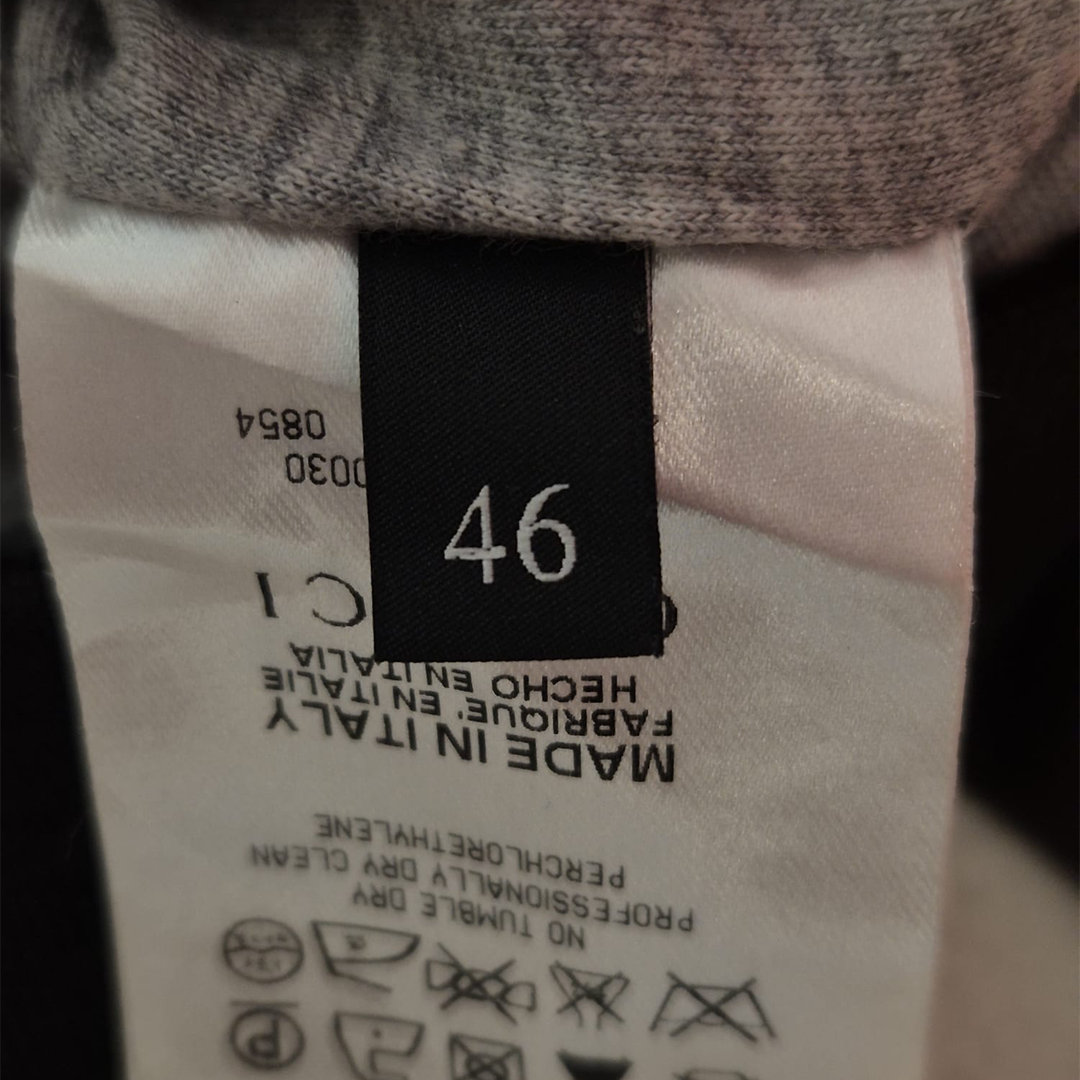 46
NO TUMBLE DRY
PROFESSIONALLY DRY CLEAN
PERCHLORETHYLENE
MADE IN ITALY
FABRIQUE' EN ITALIE
HECHO EN ITALIA
CI
0030
0854
P